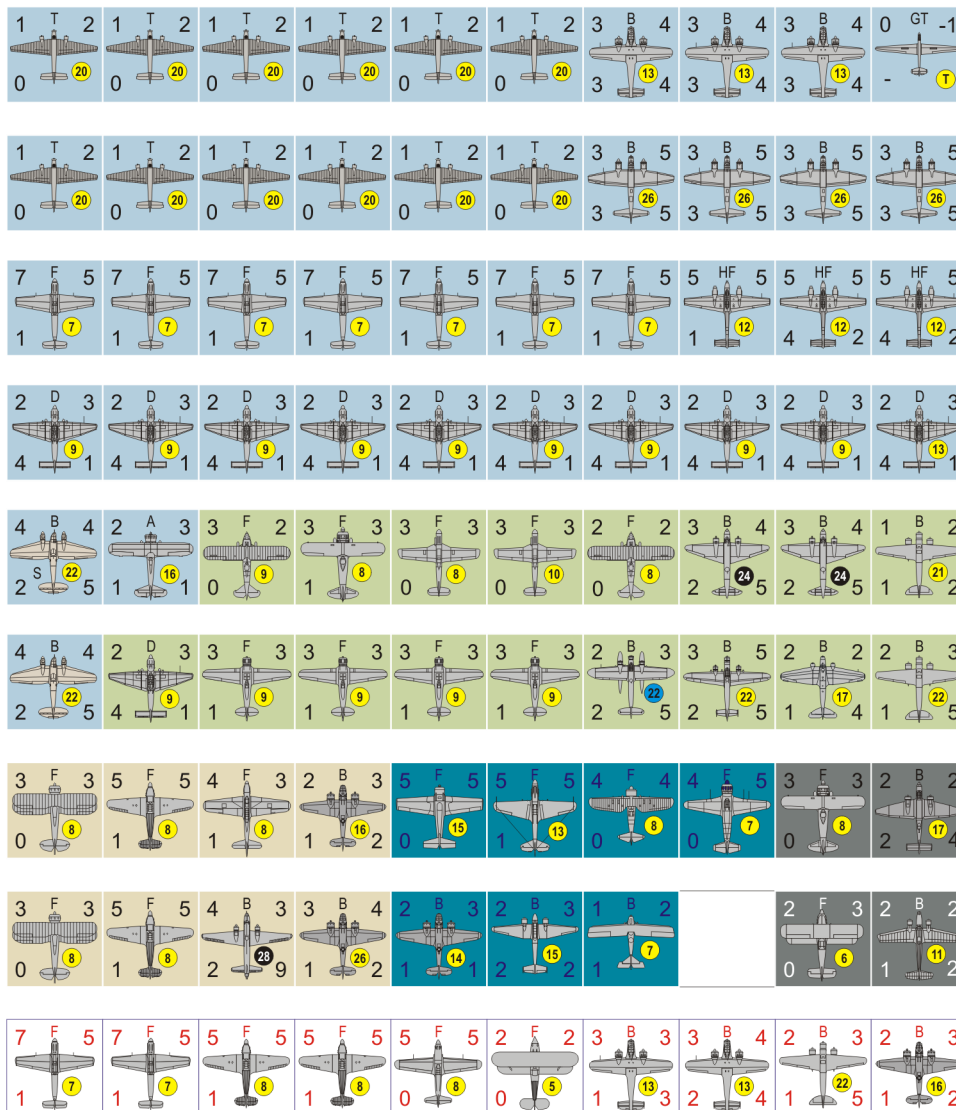 1 T 2 1 T 2 1 T 2 1 T 2 1 T 2 1 T 2 3 B 4 3 B 4 3 B 4 0 GT -1
20 20 20 20 20 20 13 13 13 T
0 0 0 0 0 0 3 4 3 4 3 4 -
1 T 2 1 T 2 1 T 2 1 T 2 1 T 2 1 T 2 3 B 5 3 B 5 3 B 5 3 B 5
20 20 20 20 20 20 26 26 26 26
0 0 0 0 0 0 3 5 3 5 3 5 3 5
7 F 5 7 F 5 7 F 5 7 F 5 7 F 5 7 F 5 7 F 5 5 HF 5 5 HF 5 5 HF 5
7 7 7 7 7 7 7 12 12 12
1 1 1 1 1 1 1 1 4 2 4 2
2 D 3 2 D 3 2 D 3 2 D 3 2 D 3 2 D 3 2 D 3 2 D 3 2 D 3 2 D 3
9 9 9 9 9 9 9 9 9 13
4 1 4 1 4 1 4 1 4 1 4 1 4 1 4 1 4 1 4 1
4 B 4 2 A 3 3 F 2 3 F 3 3 F 3 3 F 3 2 F 2 3 B 4 3 B 4 1 B 2
S 22 16 9 8 8 10 8 24 24 21
2 5 1 1 0 1 0 0 0 2 5 2 5 1 2
4 B 4 2 D 3 3 F 3 3 F 3 3 F 3 3 F 3 2 B 3 3 B 5 2 B 2 2 B 3
22 9 9 9 9 9 22 22 17 22
2 5 4 1 1 1 1 1 2 5 2 5 1 4 1 5
3 F 3 5 F 5 4 F 3 2 B 3 5 F 5 5 F 5 4 F 4 4 F 5 3 F 3 2 B 2
8 8 8 16 15 13 8 7 8 17
0 1 1 1 2 0 1 0 0 0 2 4
3 F 3 5 F 5 4 B 3 3 B 4 2 B 3 2 B 3 1 B 2 2 F 3 2 B 2
8 8 28 26 14 15 7 6 11
0 1 2 9 2 2 1 1 2 2 1 0 1 2
7 F 5 7 F 5 5 F 5 5 F 5 5 F 5 2 F 2 3 B 3 3 B 4 2 B 3 2 B 3
7 7 8 8 8 5 13 13 22 16
1 1 1 1 0 0 1 3 2 4 1 5 1 2